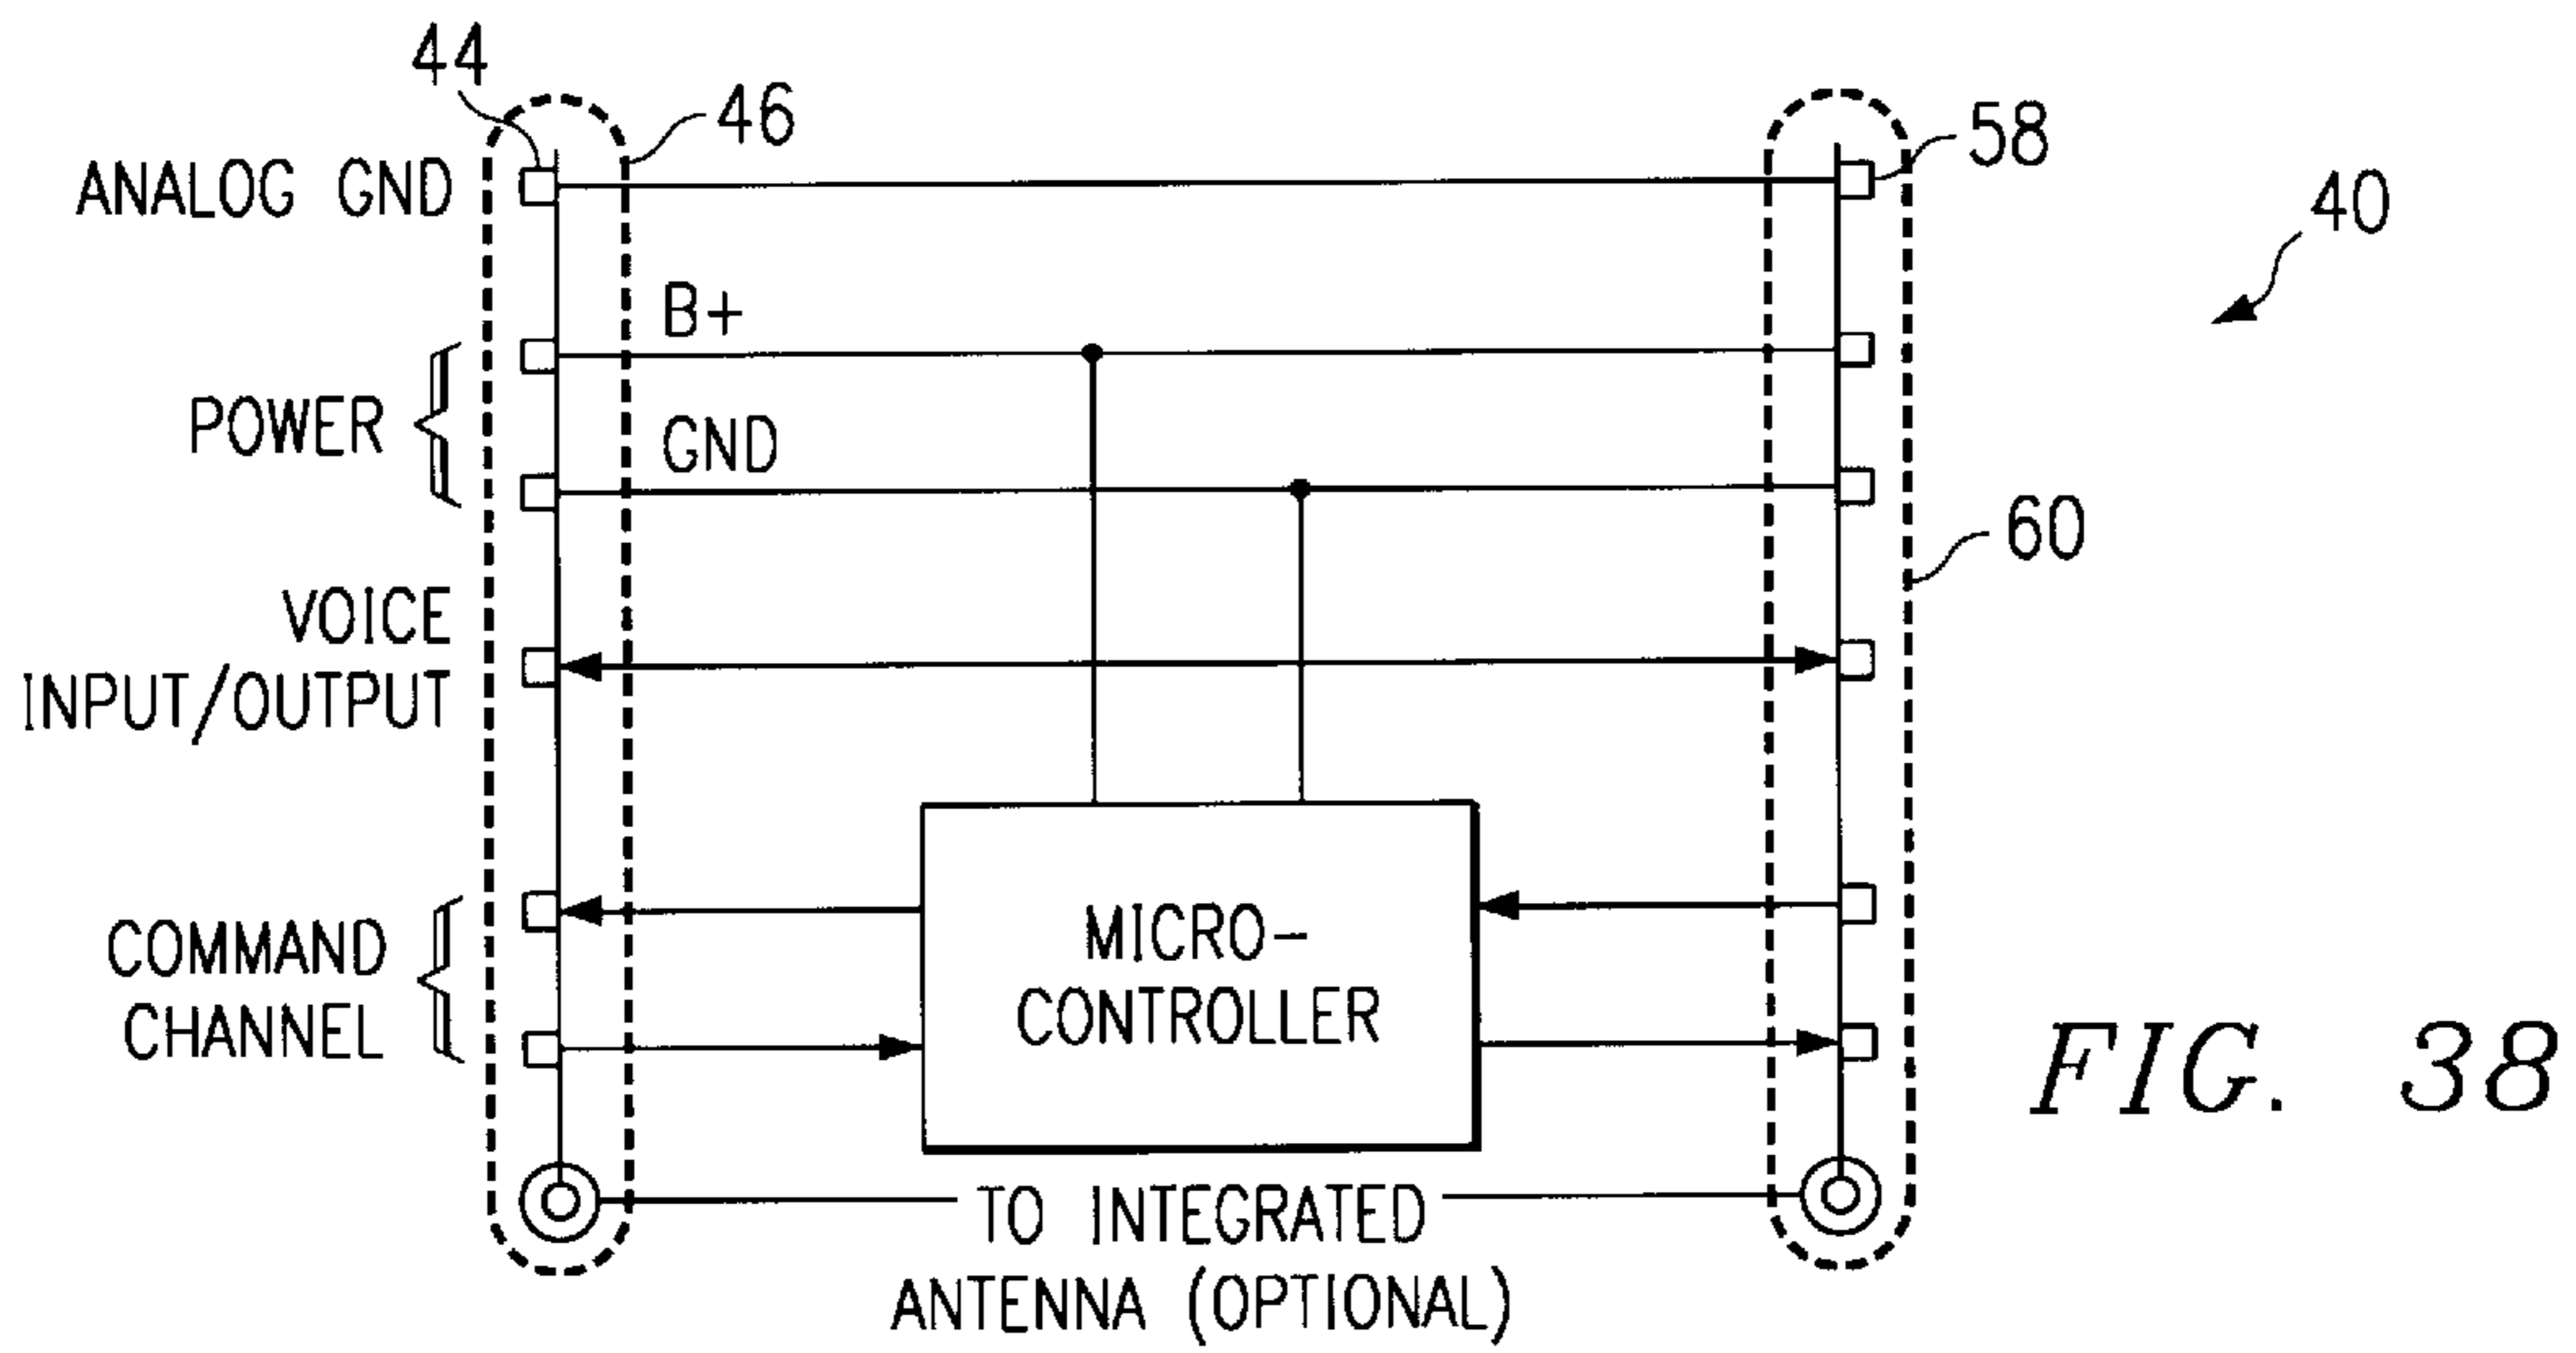 44
46
58
ANALOG GND
40
B+
POWER
GND
60
VOICE
INPUT/OUTPUT
COMMAND
CHANNEL
MICRO-
CONTROLLER
FIG. 38
TO INTEGRATED
ANTENNA (OPTIONAL)